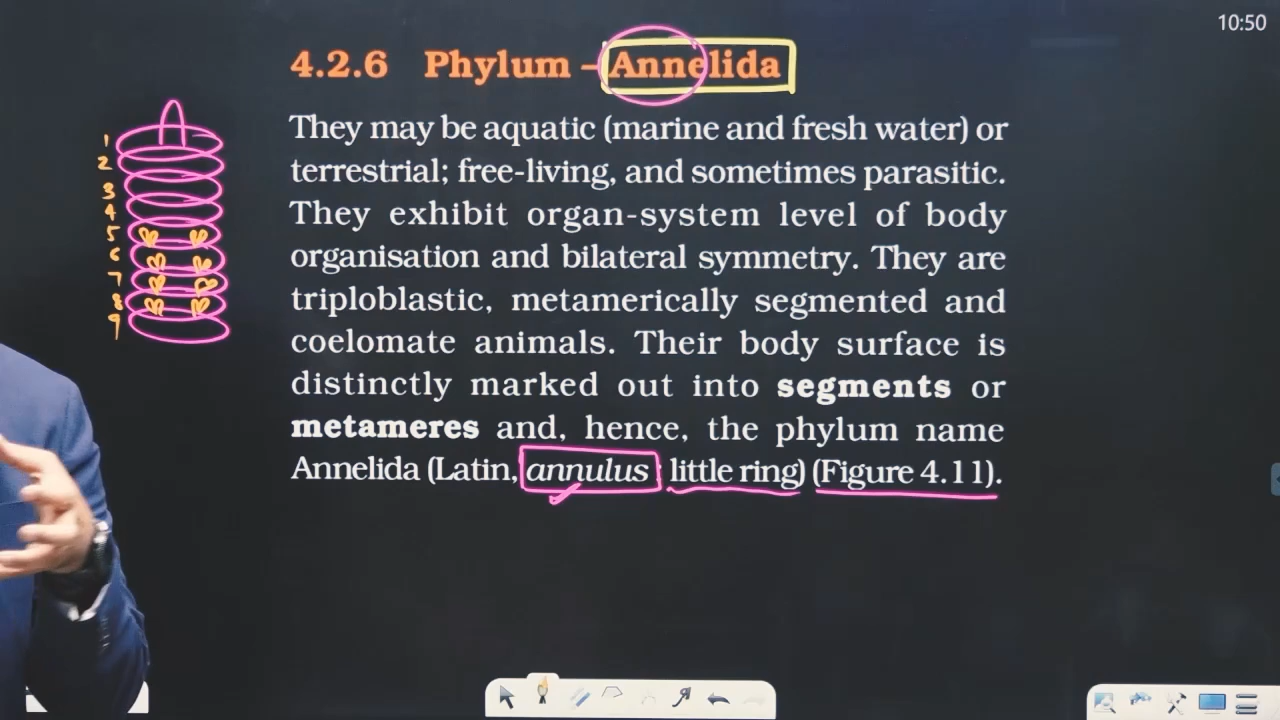 10:50
4.2.6 Phylum – Annelida
They may be aquatic (marine and fresh water) or
terrestrial; free-living, and sometimes parasitic.
They exhibit organ-system level of body
organisation and bilateral symmetry. They are
triploblastic, metamerically segmented and
coelomate animals. Their body surface is
distinctly marked out into segments or
metameres and, hence, the phylum name
Annelida (Latin, annulus : little ring) (Figure 4.11).
1
2
3
4
5
6
7
8
9